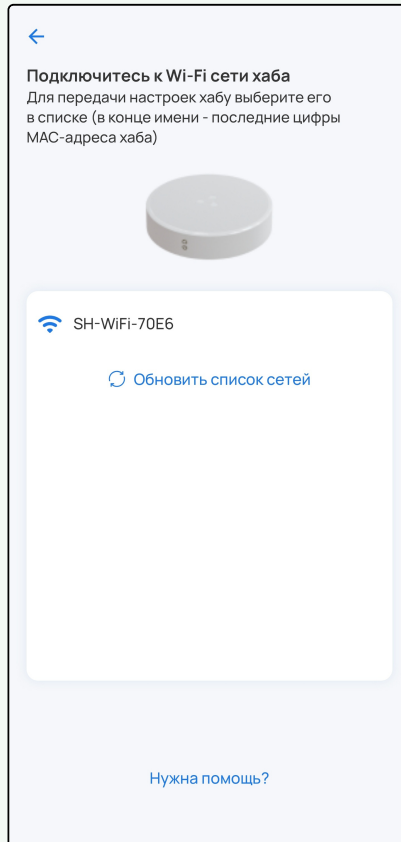 Подключитесь к Wi-Fi сети хаба
Для передачи настроек хабу выберите его
в списке (в конце имени - последние цифры
MAC-адреса хаба)
SH-WiFi-70E6
Обновить список сетей
Нужна помощь?